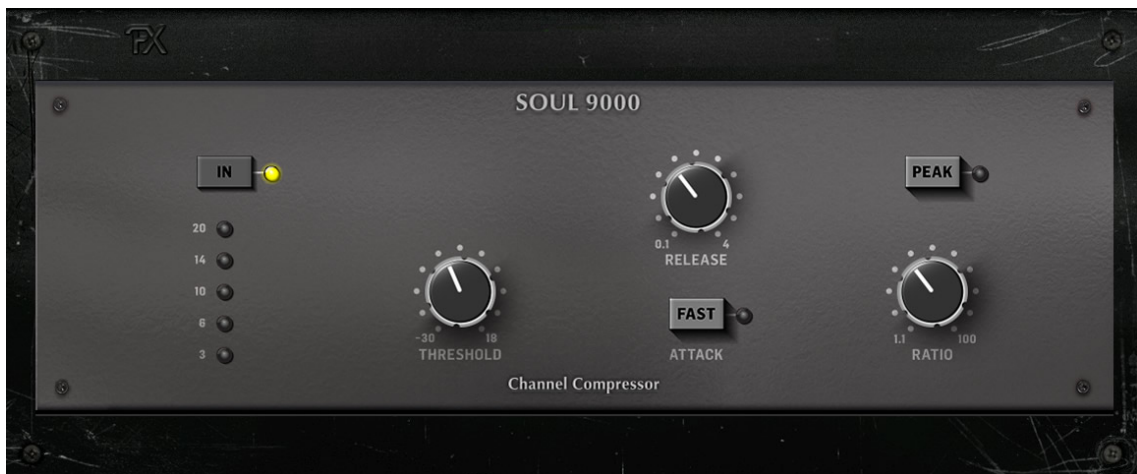 FX
SOUL 9000
IN
PEAK
20
14
10
6
3
0.1 4
RELEASE
FAST
ATTACK
-30 18
THRESHOLD
1.1 100
RATIO
Channel Compressor